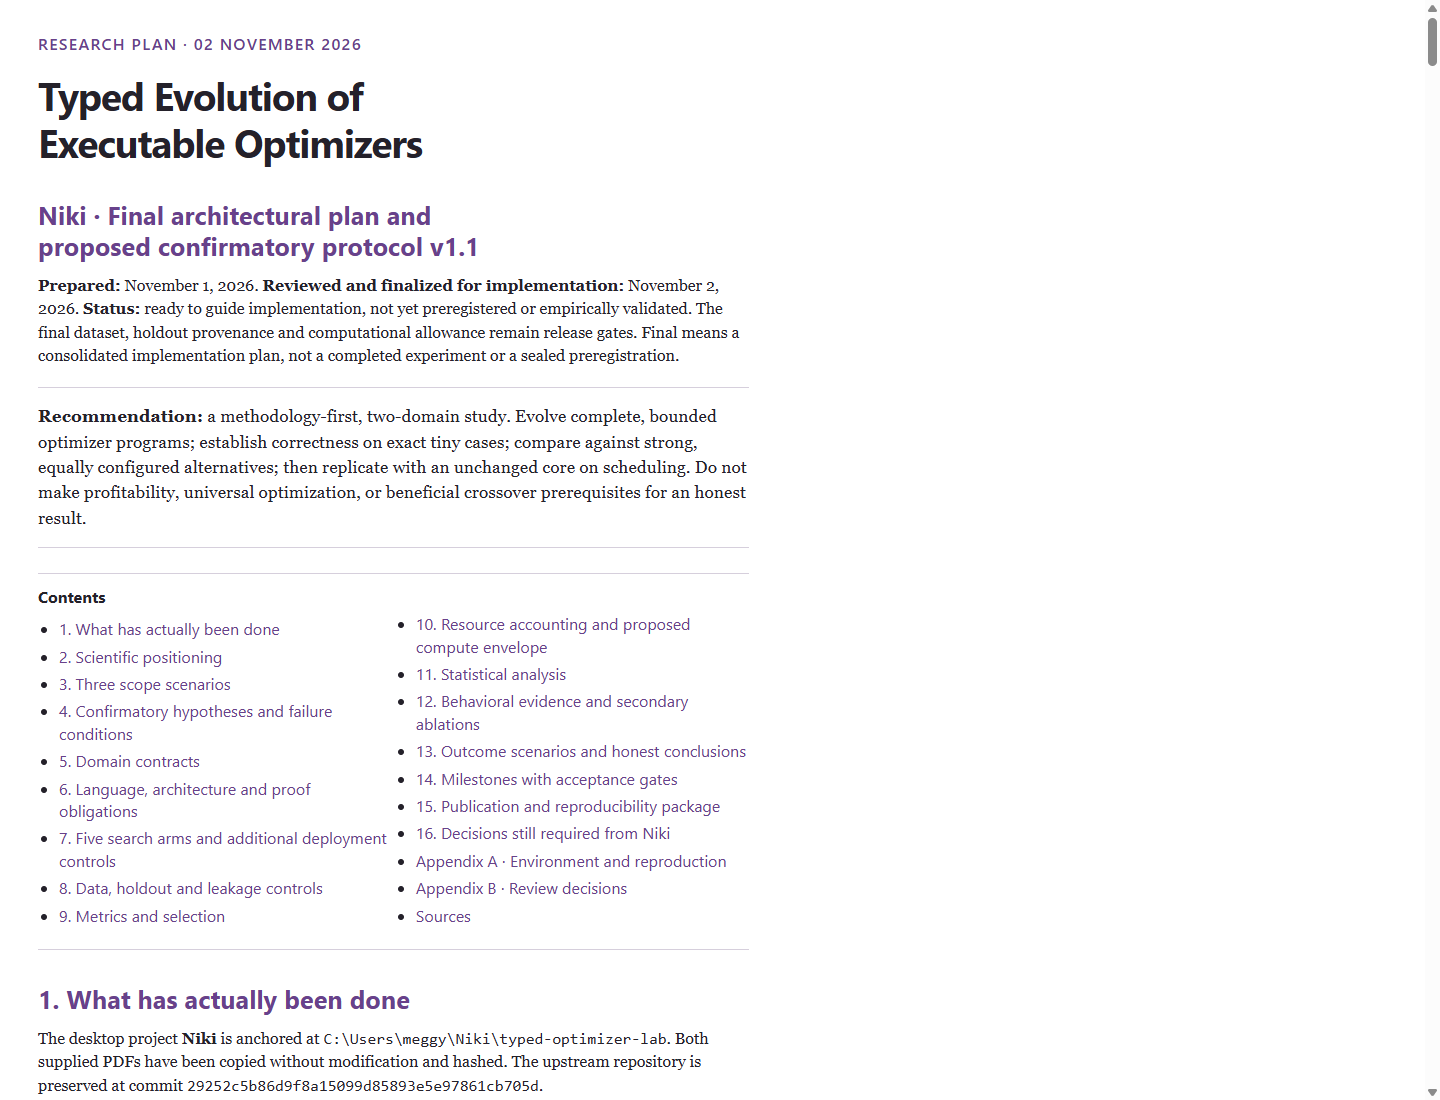 RESEARCH PLAN · 02 NOVEMBER 2026
Typed Evolution of
Executable Optimizers
Niki · Final architectural plan and
proposed confirmatory protocol v1.1
Prepared: November 1, 2026. Reviewed and finalized for implementation: November 2,
2026. Status: ready to guide implementation, not yet preregistered or empirically validated. The
final dataset, holdout provenance and computational allowance remain release gates. Final means a
consolidated implementation plan, not a completed experiment or a sealed preregistration.
Recommendation: a methodology-first, two-domain study. Evolve complete, bounded
optimizer programs; establish correctness on exact tiny cases; compare against strong,
equally configured alternatives; then replicate with an unchanged core on scheduling. Do not
make profitability, universal optimization, or beneficial crossover prerequisites for an honest
result.
Contents
• 1. What has actually been done
• 2. Scientific positioning
• 3. Three scope scenarios
• 4. Confirmatory hypotheses and failure
conditions
• 5. Domain contracts
• 6. Language, architecture and proof
obligations
• 7. Five search arms and additional deployment
controls
• 8. Data, holdout and leakage controls
• 9. Metrics and selection
• 10. Resource accounting and proposed
compute envelope
• 11. Statistical analysis
• 12. Behavioral evidence and secondary
ablations
• 13. Outcome scenarios and honest conclusions
• 14. Milestones with acceptance gates
• 15. Publication and reproducibility package
• 16. Decisions still required from Niki
• Appendix A · Environment and reproduction
• Appendix B · Review decisions
• Sources
1. What has actually been done
The desktop project Niki is anchored at C:\Users\meggy\Niki\typed-optimizer-lab. Both
supplied PDFs have been copied without modification and hashed. The upstream repository is
preserved at commit 29252c5b86d9f8a15099d85893e5e97861cb705d.